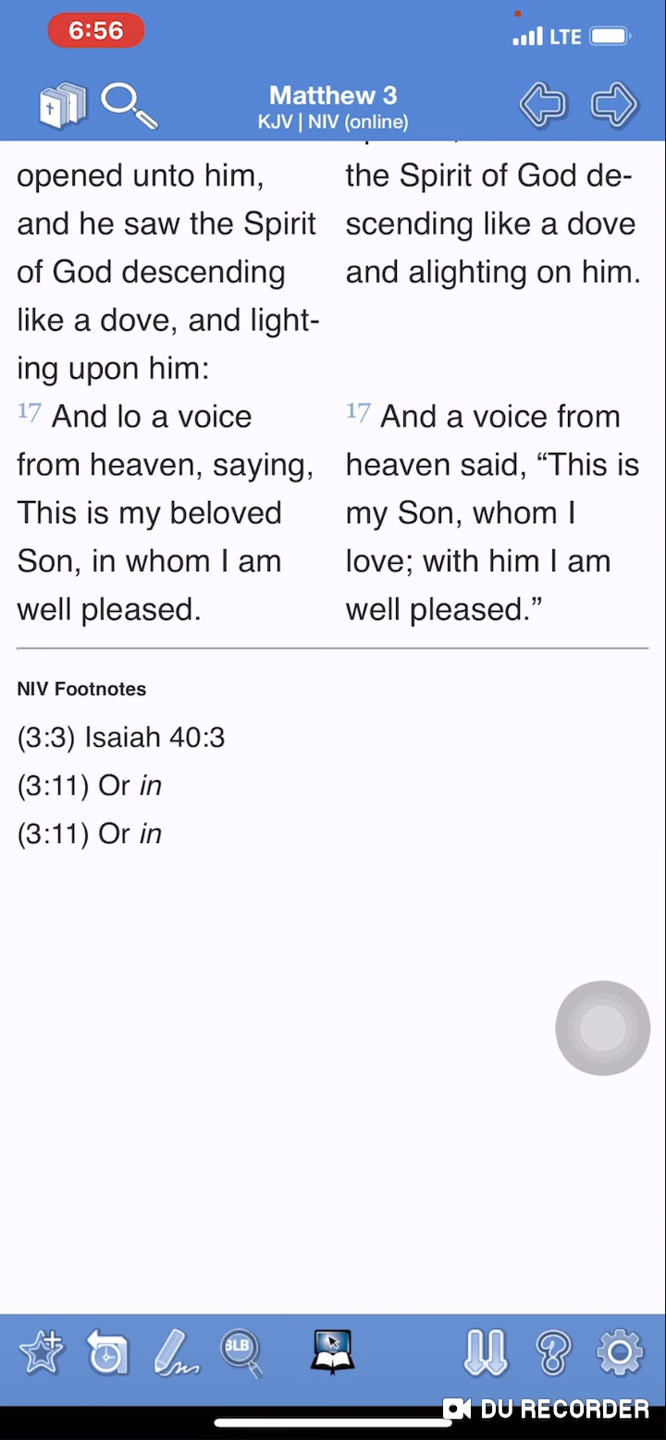 6:56
LTE
Matthew 3
KJV | NIV (online)
opened unto him,
and he saw the Spirit
of God descending
like a dove, and light-
ing upon him:
17 And lo a voice
from heaven, saying,
This is my beloved
Son, in whom I am
well pleased.
the Spirit of God de-
scending like a dove
and alighting on him.
17 And a voice from
heaven said, “This is
my Son, whom I
love; with him I am
well pleased.”
NIV Footnotes
(3:3) Isaiah 40:3
(3:11) Or in
(3:11) Or in
BLB
DU RECORDER